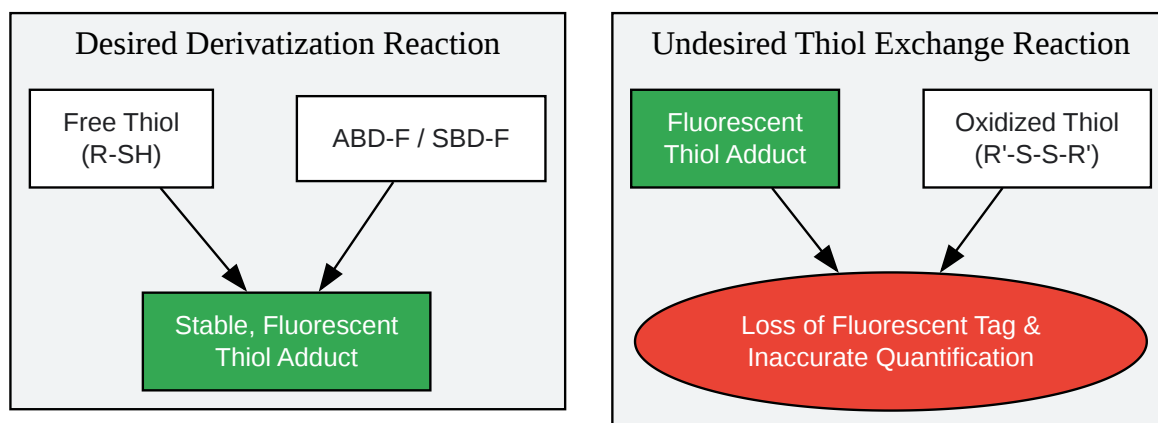 Desired Derivatization Reaction
Free Thiol
(R-SH)
ABD-F / SBD-F
Stable, Fluorescent
Thiol Adduct
Undesired Thiol Exchange Reaction
Fluorescent
Thiol Adduct
Oxidized Thiol
(R'-S-S-R')
Loss of Fluorescent Tag &
Inaccurate Quantification